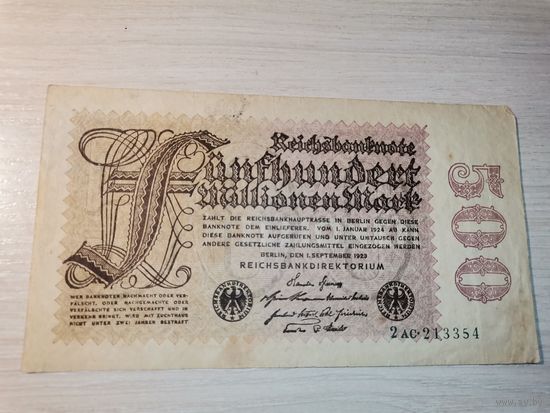 Reichsbanknote
Fünfhundert
Millionen Mark
ZAHLT DIE REICHSBANKHAUPTKASSE IN BERLIN GEGEN DIESE
BANKNOTE DEM EINLIEFERER. VOM 1. JANUAR 1924 AB KANN
DIESE BANKNOTE AUFGERUFEN UND UNTER UMTAUSCH GEGEN
ANDERE GESETZLICHE ZAHLUNGSMITTEL EINGEZOGEN WERDEN
BERLIN, DEN 1. SEPTEMBER 1923
REICHSBANKDIREKTORIUM
WER BANKNOTEN NACHMACHT ODER VER-
FÄLSCHT, ODER NACHGEMACHTE ODER
VERFÄLSCHTE SICH VERSCHAFFT UND IN
VERKEHR BRINGT, WIRD MIT ZUCHTHAUS
NICHT UNTER ZWEI JAHREN BESTRAFT
2 AC·213354
500
ay.by